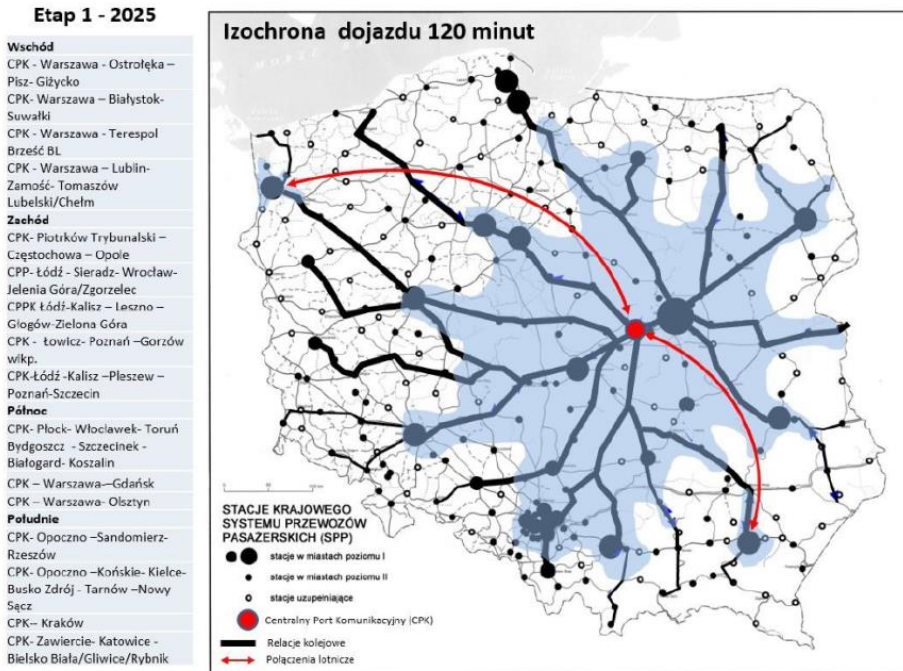 Etap 1 - 2025
Wschód
CPK - Warszawa - Ostrołęka –
Pisz- Giżycko
CPK- Warszawa – Białystok-
Suwałki
CPK - Warszawa - Terespol
Brześć BL
CPK - Warszawa – Lublin-
Zamość- Tomaszów
Lubelski/Chełm
Zachód
CPK- Piotrków Trybunalski –
Częstochowa – Opole
CPP- Łódź - Sieradz- Wrocław-
Jelenia Góra/Zgorzelec
CPPK Łódź-Kalisz – Leszno –
Głogów-Zielona Góra
CPK - Łowicz- Poznań –Gorzów
wlkp.
CPK-Łódź -Kalisz –Pleszew –
Poznań-Szczecin
Północ
CPK- Płock- Włocławek- Toruń
Bydgoszcz - Szczecinek -
Białogard- Koszalin
CPK – Warszawa-–Gdańsk
CPK – Warszawa- Olsztyn
Południe
CPK- Opoczno –Sandomierz-
Rzeszów
CPK- Opoczno –Końskie- Kielce-
Busko Zdrój - Tarnów –Nowy
Sącz
CPK-- Kraków
CPK- Zawiercie- Katowice -
Bielsko Biała/Gliwice/Rybnik
Izochrona dojazdu 120 minut
STACJE KRAJOWEGO
SYSTEMU PRZEWOZÓW
PASAŻERSKICH (SPP)
stacje w miastach poziomu I
stacje w miastach poziomu II
stacje uzupełniające
Centralny Port Komunikacyjny (CPK)
Relacje kolejowe
Połączenia lotnicze